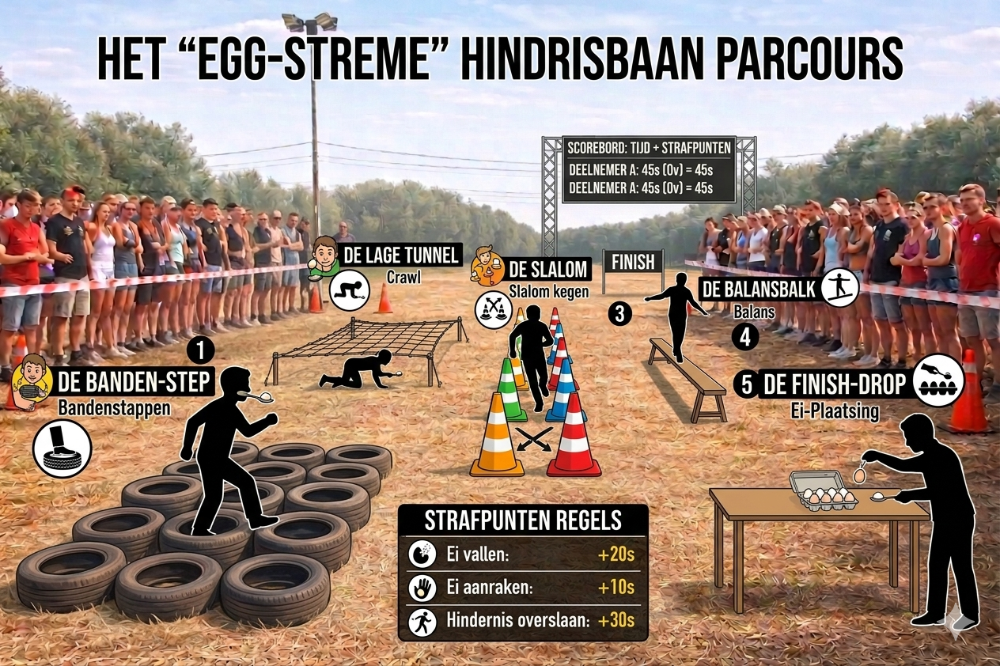 HET “EGG-STREME” HINDRISBAAN PARCOURS
SCOREBORD: TIJD + STRAFPUNTEN
DEELNEMER A: 45s (0v) = 45s
DEELNEMER A: 45s (0v) = 45s
DE LAGE TUNNEL
Crawl
DE SLALOM
Slalom kegen
FINISH
3
DE BALANSBALK
Balans
4
1
DE BANDEN-STEP
Bandenstappen
5 DE FINISH-DROP
Ei-Plaatsing
STRAFPUNTEN REGELS
Ei vallen: +20s
Ei aanraken: +10s
Hindernis overslaan: +30s